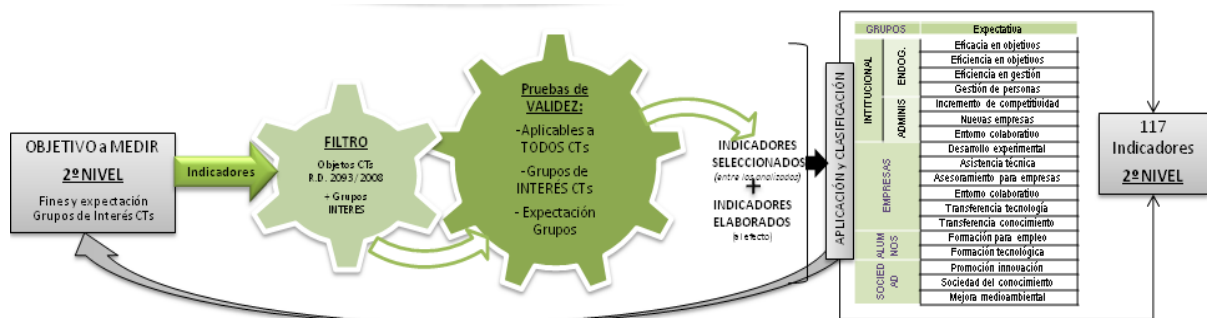 OBJETIVO a MEDIR
2º NIVEL
Fines y expectación
Grupos de Interés CTs
Indicadores
FILTRO
Objetos CTs
R.D. 2093/2008
+ Grupos
INTERES
Pruebas de
VALIDEZ:
-Aplicables a
TODOS CTs
-Grupos de
INTERÉS CTs
- Expectación
Grupos
INDICADORES
SELECCIONADOS
(entre los analizados)
+
INDICADORES
ELABORADOS
(al efecto)
APLICACIÓN y CLASIFICACIÓN
GRUPOS Expectativa
INTITUCIONAL
ENDOG.
Eficacia en objetivos
Eficiencia en objetivos
Eficiencia en gestión
Gestión de personas
ADMINIS
Incremento de competitividad
Nuevas empresas
Entorno colaborativo
EMPRESAS
Desarrollo experimental
Asistencia técnica
Asesoramiento para empresas
Entorno colaborativo
Transferencia tecnología
Transferencia conocimiento
ALUM
NOS
Formación para empleo
Formación tecnológica
SOCIED
AD
Promoción innovación
Sociedad del conocimiento
Mejora medioambiental
117
Indicadores
2º NIVEL